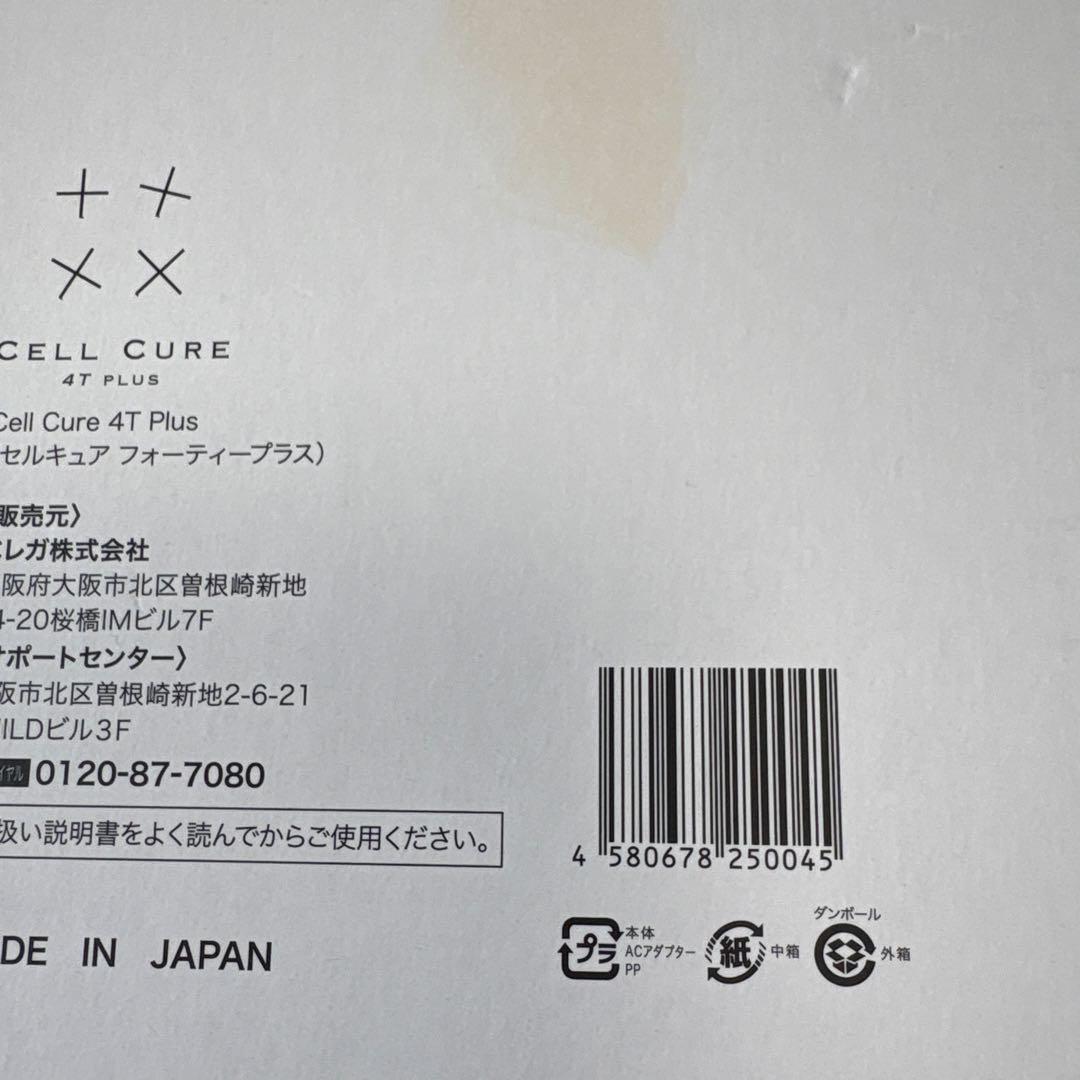 CELL CURE
4T PLUS
Cell Cure 4T Plus
セルキュア フォーティープラス）
販売元〉
レガ株式会社
阪府大阪市北区曽根崎新地
4-20桜橋IMビル7F
サポートセンター〉
阪市北区曽根崎新地2-6-21
ILDビル3F
イヤル 0120-87-7080
扱い説明書をよく読んでからご使用ください。
DE IN JAPAN
4 580678 250045
プラ 本体
ACアダプター
PP
紙 中箱
ダンボール
外箱